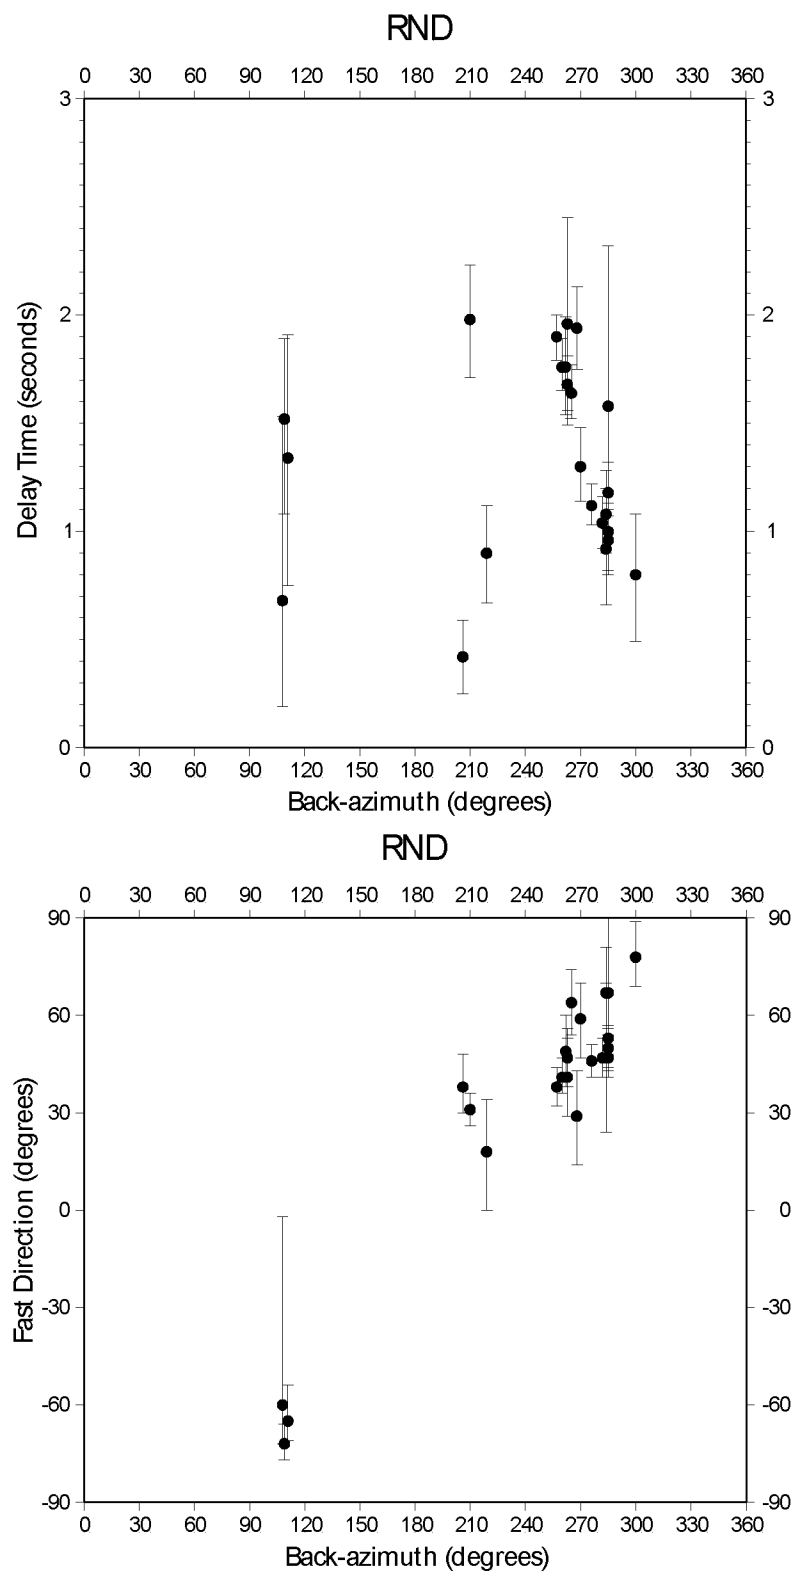 RND
0 30 60 90 120 150 180 210 240 270 300 330 360
3 3
2 2
Delay Time (seconds)
1 1
0 0
0 30 60 90 120 150 180 210 240 270 300 330 360
Back-azimuth (degrees)
RND
0 30 60 90 120 150 180 210 240 270 300 330 360
90 90
60 60
30 30
Fast Direction (degrees)
0 0
-30 -30
-60 -60
-90 -90
0 30 60 90 120 150 180 210 240 270 300 330 360
Back-azimuth (degrees)